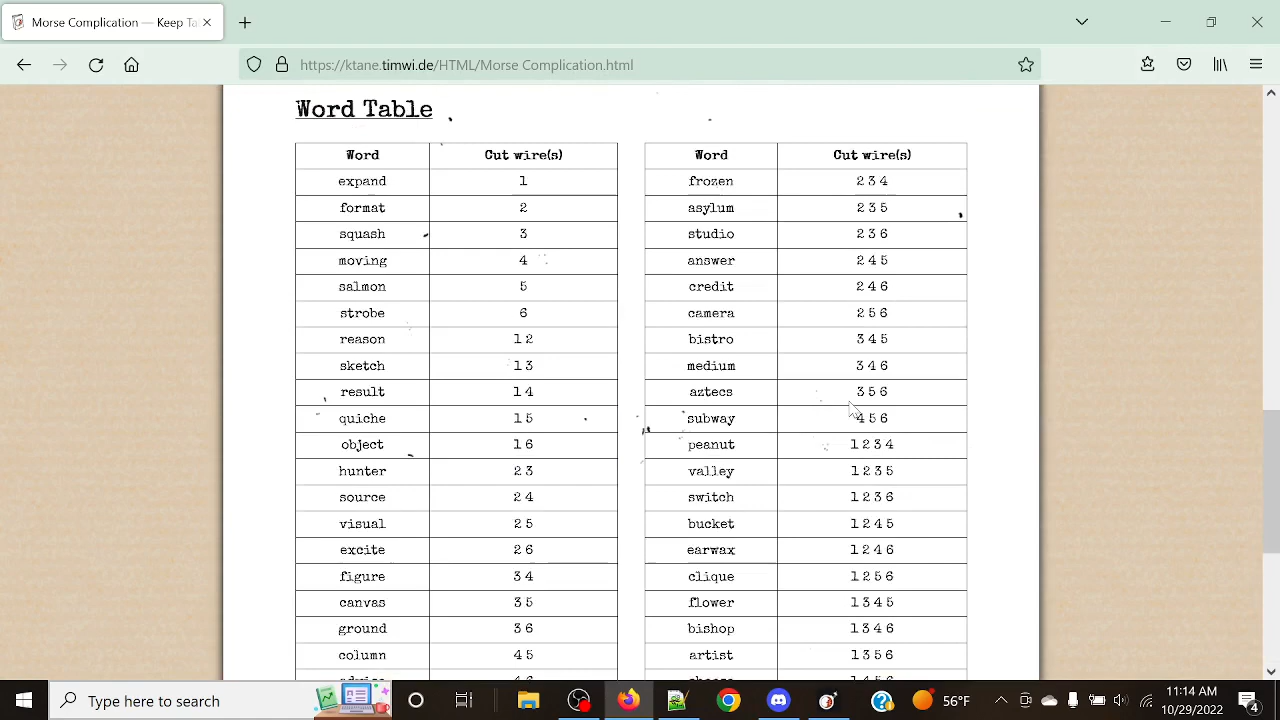 Morse Complication — Keep Ta
https://ktane.timwi.de/HTML/Morse Complication.html
Word Table
Word Cut wire(s)
expand 1
format 2
squash 3
moving 4
salmon 5
strobe 6
reason 1 2
sketch 1 3
result 1 4
quiche 1 5
object 1 6
hunter 2 3
source 2 4
visual 2 5
excite 2 6
figure 3 4
canvas 3 5
ground 3 6
column 4 5
Word Cut wire(s)
frozen 2 3 4
asylum 2 3 5
studio 2 3 6
answer 2 4 5
credit 2 4 6
camera 2 5 6
bistro 3 4 5
medium 3 4 6
aztecs 3 5 6
subway 4 5 6
peanut 1 2 3 4
valley 1 2 3 5
switch 1 2 3 6
bucket 1 2 4 5
earwax 1 2 4 6
clique 1 2 5 6
flower 1 3 4 5
bishop 1 3 4 6
artist 1 3 5 6
Type here to search
56°F
11:14 AM
10/29/2022
4